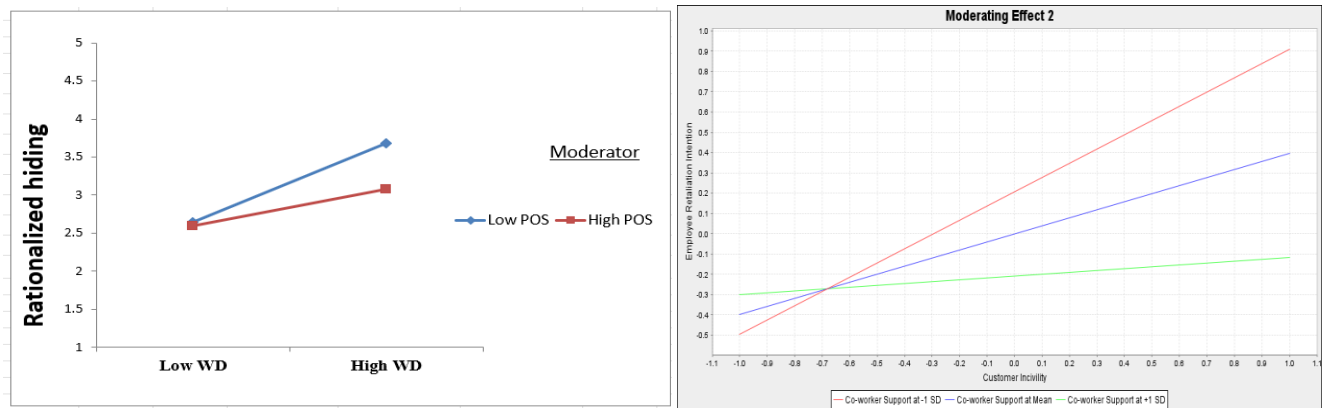 5
4.5
4
3.5
3
2.5
2
1.5
1
Rationalized hiding
Low WD
High WD
Moderator
Low POS
High POS
Moderating Effect 2
1.0
0.9
0.8
0.7
0.6
0.5
0.4
0.3
0.2
0.1
0.0
-0.1
-0.2
-0.3
-0.4
-0.5
Employee Retaliation Intention
-1.1 -1.0 -0.9 -0.8 -0.7 -0.6 -0.5 -0.4 -0.3 -0.2 -0.1 0.0 0.1 0.2 0.3 0.4 0.5 0.6 0.7 0.8 0.9 1.0 1.1
Customer Incivility
Co-worker Support at -1 SD Co-worker Support at Mean Co-worker Support at +1 SD